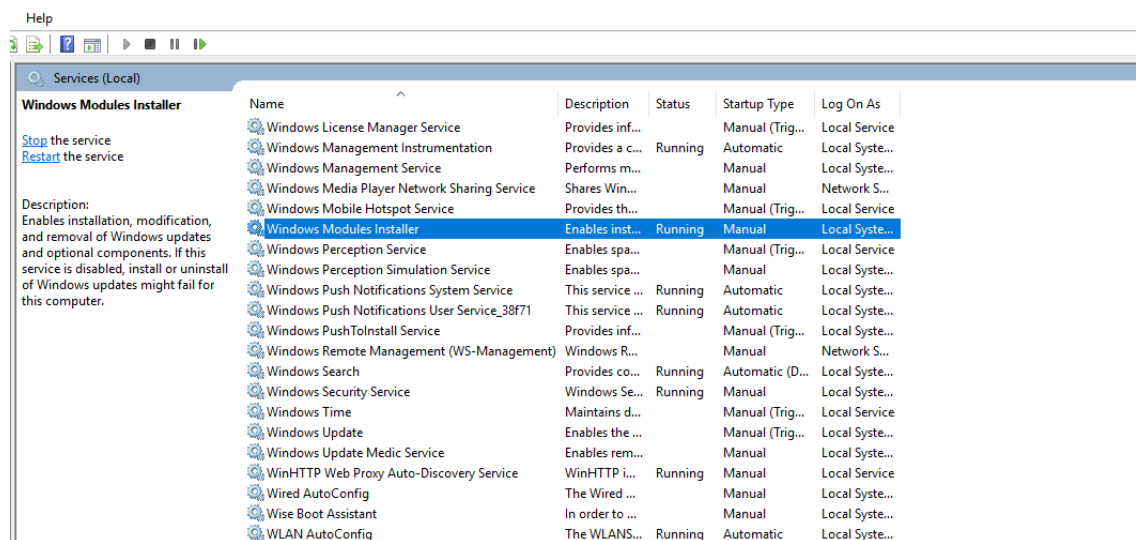 Help
Services (Local)
Windows Modules Installer
Stop the service
Restart the service
Description:
Enables installation, modification,
and removal of Windows updates
and optional components. If this
service is disabled, install or uninstall
of Windows updates might fail for
this computer.
Name Description Status Startup Type Log On As
Windows License Manager Service Provides inf... Manual (Trig... Local Service
Windows Management Instrumentation Provides a c... Running Automatic Local Syste...
Windows Management Service Performs m... Manual Local Syste...
Windows Media Player Network Sharing Service Shares Win... Manual Network S...
Windows Mobile Hotspot Service Provides th... Manual (Trig... Local Service
Windows Modules Installer Enables inst... Running Manual Local Syste...
Windows Perception Service Enables spa... Manual (Trig... Local Service
Windows Perception Simulation Service Enables spa... Manual Local Syste...
Windows Push Notifications System Service This service ... Running Automatic Local Syste...
Windows Push Notifications User Service_38f71 This service ... Running Automatic Local Syste...
Windows PushToInstall Service Provides inf... Manual (Trig... Local Syste...
Windows Remote Management (WS-Management) Windows R... Manual Network S...
Windows Search Provides co... Running Automatic (D... Local Syste...
Windows Security Service Windows Se... Running Manual Local Syste...
Windows Time Maintains d... Manual (Trig... Local Service
Windows Update Enables the ... Manual (Trig... Local Syste...
Windows Update Medic Service Enables rem... Manual Local Syste...
WinHTTP Web Proxy Auto-Discovery Service WinHTTP i... Running Manual Local Service
Wired AutoConfig The Wired ... Manual Local Syste...
Wise Boot Assistant In order to ... Manual Local Syste...
WLAN AutoConfig The WLANS... Running Automatic Local Syste...